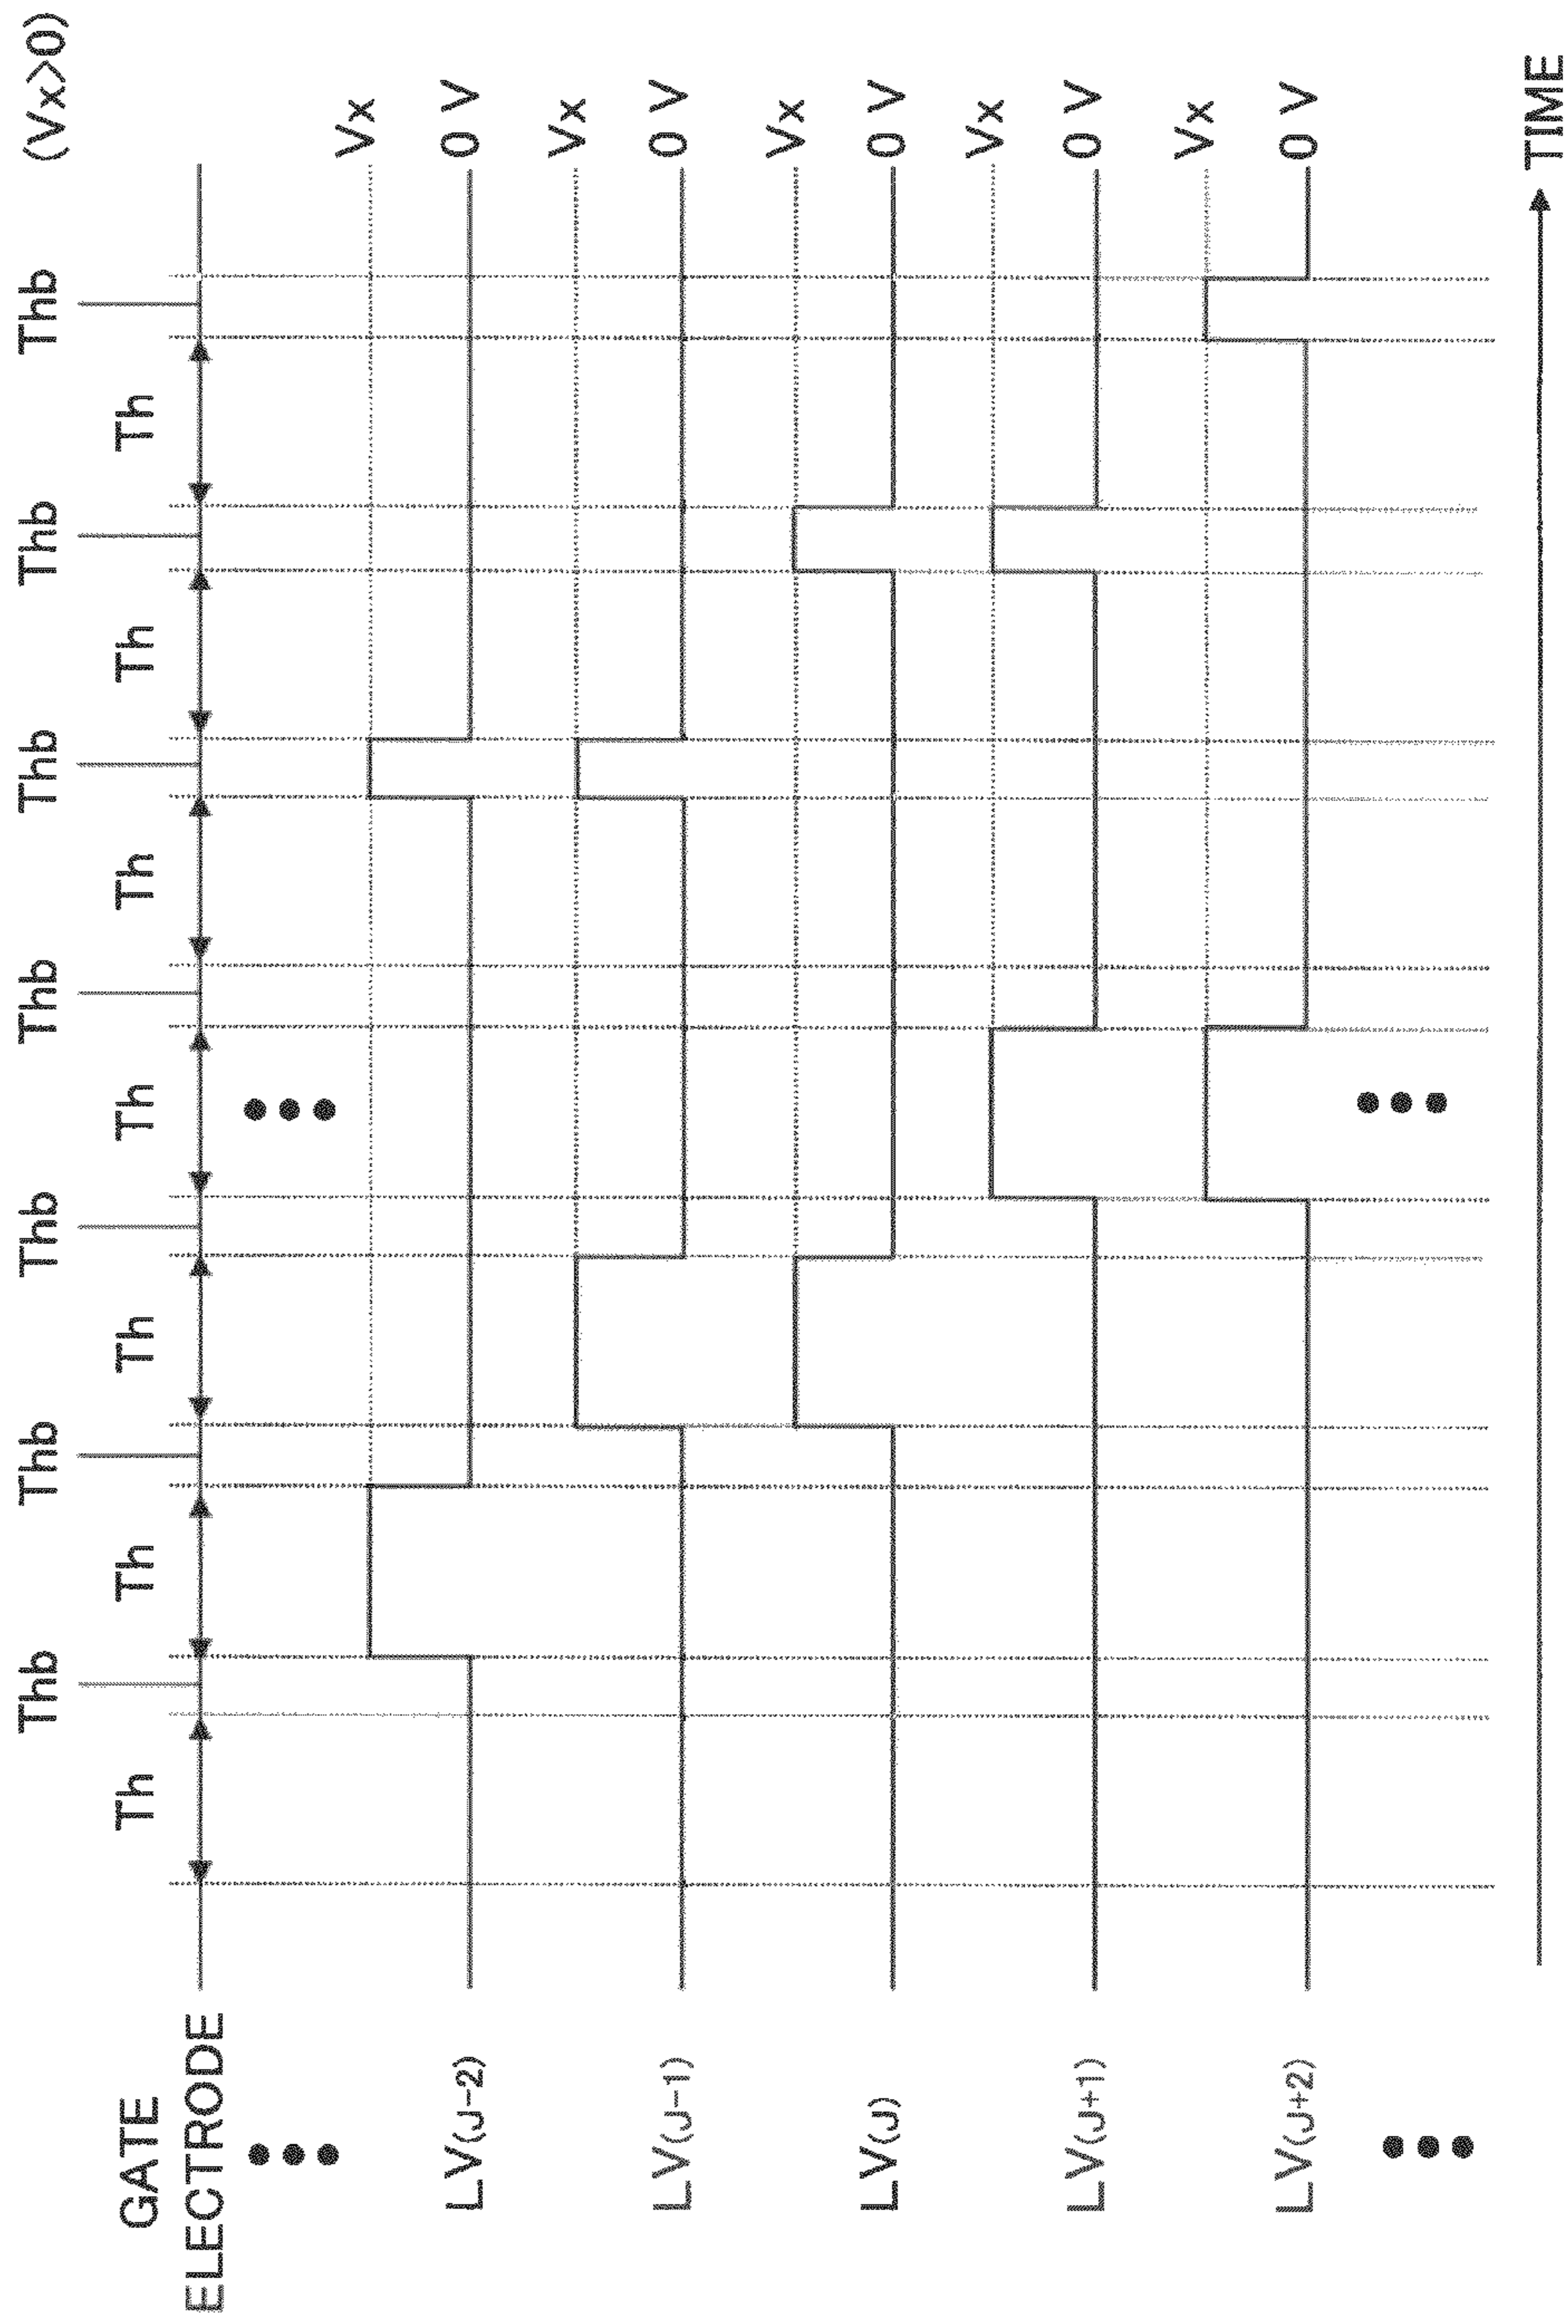 (Vx>0)
Thb Thb Thb Thb Thb Thb Thb
Th Th Th Th Th Th Th
GATE
ELECTRODE
•••
•••
Vx
LV(J-2) 0 V
Vx
LV(J-1) 0 V
Vx
LV(J) 0 V
Vx
LV(J+1) 0 V
Vx
LV(J+2) 0 V
•••
•••
TIME